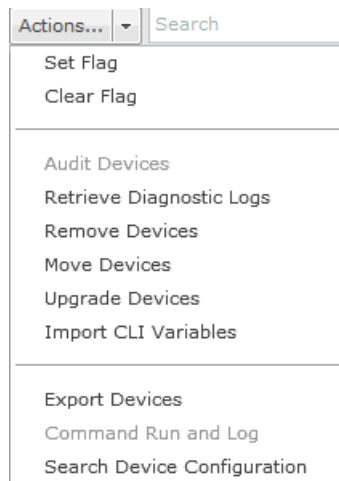 Actions... Search
Set Flag
Clear Flag
Audit Devices
Retrieve Diagnostic Logs
Remove Devices
Move Devices
Upgrade Devices
Import CLI Variables
Export Devices
Command Run and Log
Search Device Configuration